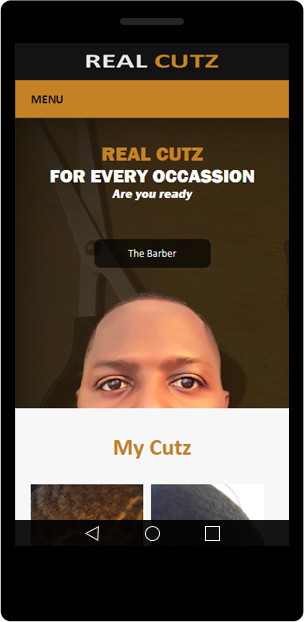 REAL CUTZ
MENU
REAL CUTZ
FOR EVERY OCCASSION
Are you ready
The Barber
My Cutz